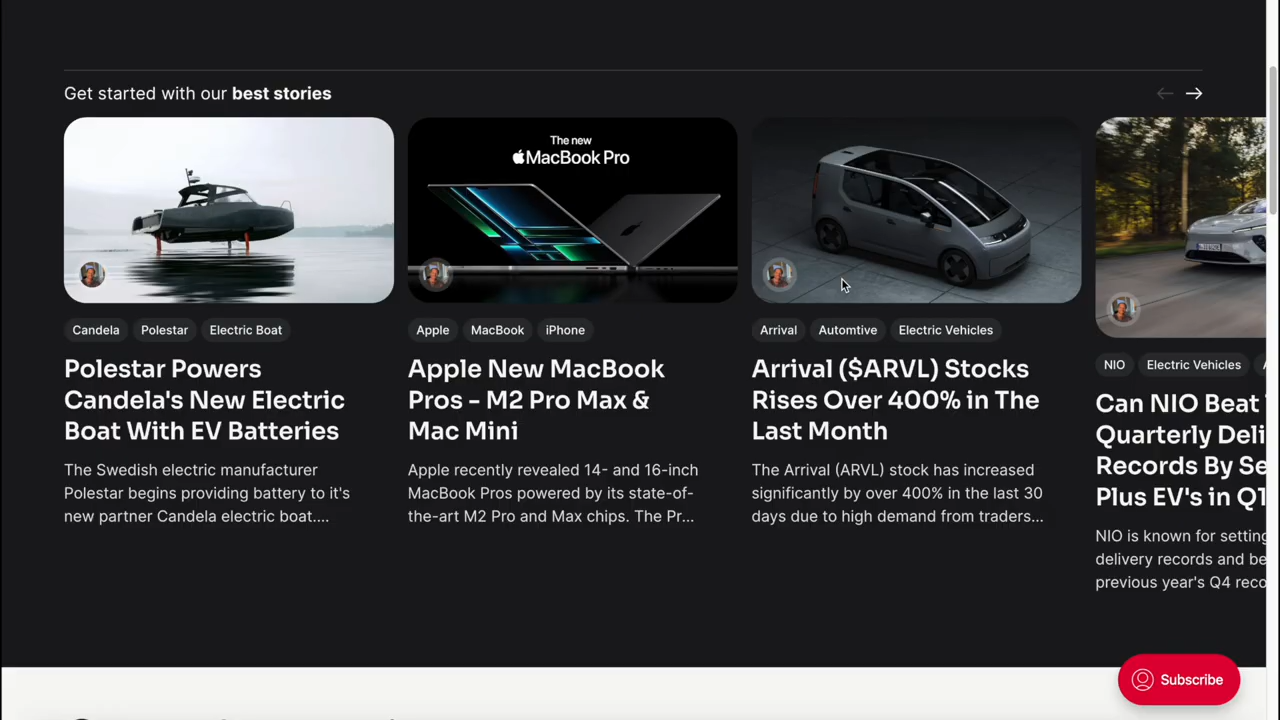 Get started with our best stories
The new
MacBook Pro
Candela
Polestar
Electric Boat
Polestar Powers
Candela's New Electric
Boat With EV Batteries
The Swedish electric manufacturer
Polestar begins providing battery to it's
new partner Candela electric boat....
Apple
MacBook
iPhone
Apple New MacBook
Pros - M2 Pro Max &
Mac Mini
Apple recently revealed 14- and 16-inch
MacBook Pros powered by its state-of-
the-art M2 Pro and Max chips. The Pr...
Arrival
Automtive
Electric Vehicles
Arrival ($ARVL) Stocks
Rises Over 400% in The
Last Month
The Arrival (ARVL) stock has increased
significantly by over 400% in the last 30
days due to high demand from traders...
NIO
Electric Vehicles
Can NIO Beat
Quarterly Deli
Records By Se
Plus EV's in Q1
NIO is known for setting
delivery records and be
previous year's Q4 reco
Subscribe